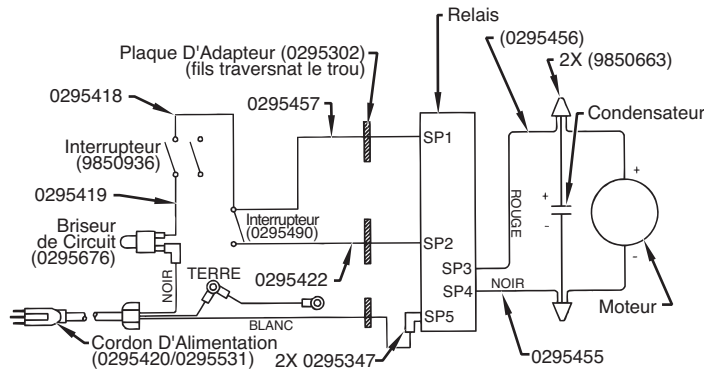 Relais
Plaque D'Adapteur (0295302)
(fils traversnat le trou)
(0295456)
2X (9850663)
0295418
0295457
Condensateur
Interrupteur
(9850936)
SP1
0295419
ROUGE
+
+
Briseur
de Circuit
(0295676)
Interrupteur
(0295490)
-
SP2
0295422
-
SP3
NOIR
TERRE
SP4
NOIR
Moteur
BLANC
SP5
Cordon D'Alimentation
(0295420/0295531)
2X 0295347
0295455